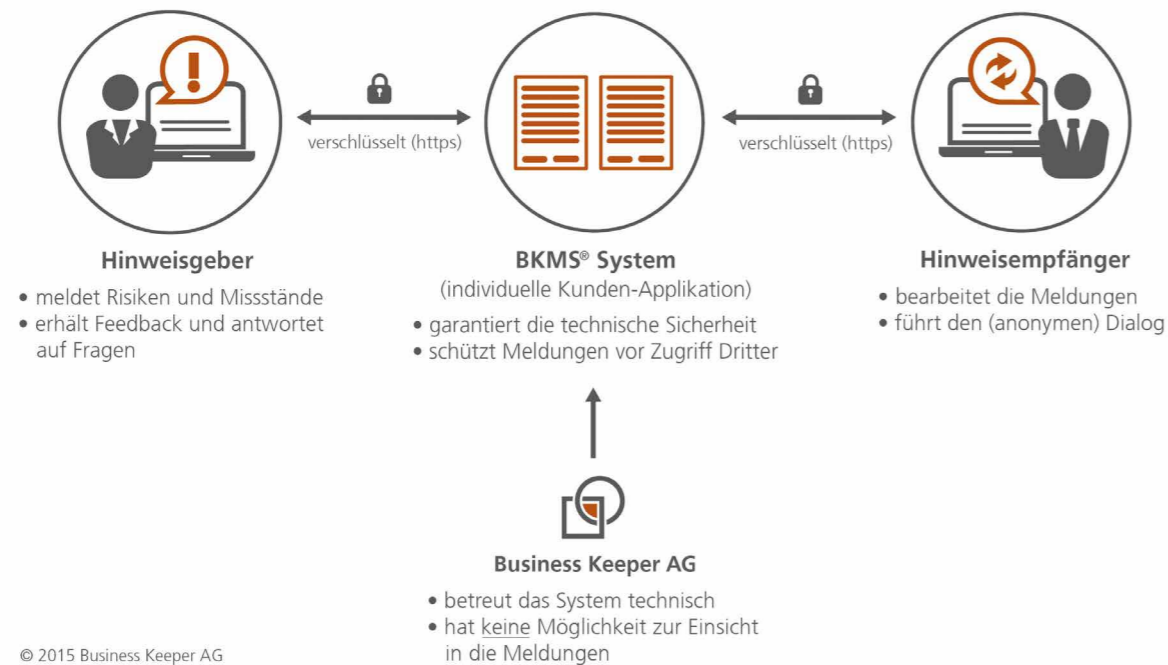 verschlüsselt (https)
verschlüsselt (https)
Hinweisgeber
• meldet Risiken und Missstände
• erhält Feedback und antwortet
auf Fragen
BKMS® System
(individuelle Kunden-Applikation)
• garantiert die technische Sicherheit
• schützt Meldungen vor Zugriff Dritter
Hinweisempfänger
• bearbeitet die Meldungen
• führt den (anonymen) Dialog
Business Keeper AG
• betreut das System technisch
• hat keine Möglichkeit zur Einsicht
in die Meldungen
© 2015 Business Keeper AG